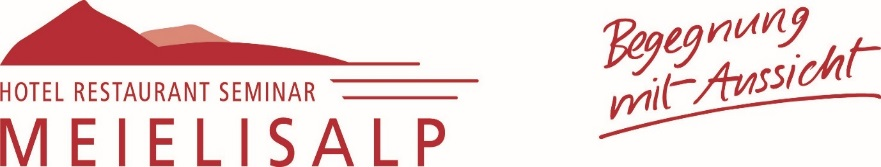 HOTEL RESTAURANT SEMINAR
MEIELISALP
Begegnung
mit Aussicht